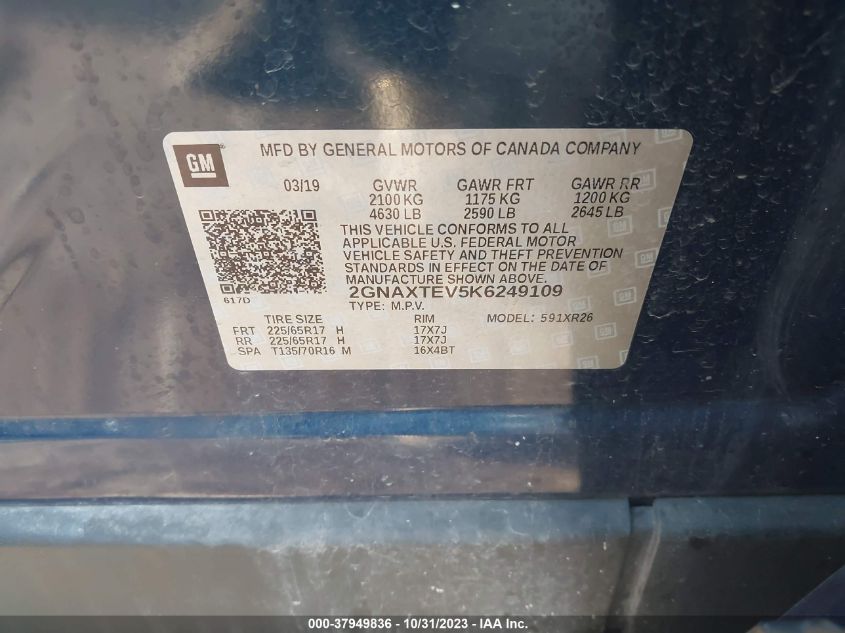 GM
MFD BY GENERAL MOTORS OF CANADA COMPANY
03/19 GVWR GAWR FRT GAWR RR
2100 KG 1175 KG 1200 KG
4630 LB 2590 LB 2645 LB
THIS VEHICLE CONFORMS TO ALL
APPLICABLE U.S. FEDERAL MOTOR
VEHICLE SAFETY AND THEFT PREVENTION
STANDARDS IN EFFECT ON THE DATE OF
MANUFACTURE SHOWN ABOVE.
617D
2GNAXTEV5K6249109
TYPE: M.P.V.
TIRE SIZE RIM MODEL: 591XR26
FRT 225/65R17 H 17X7J
RR 225/65R17 H 17X7J
SPA T135/70R16 M 16X4BT
000-37949836 - 10/31/2023 - IAA Inc.